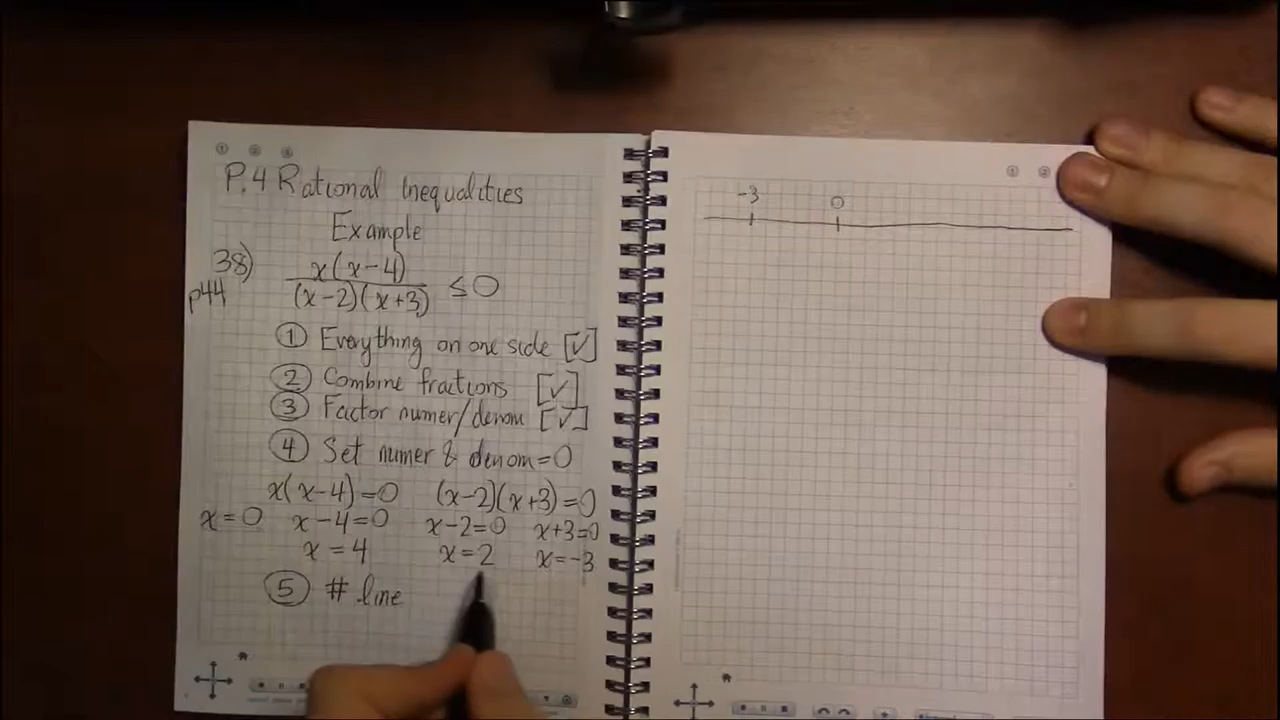 P.4 Rational Inequalities
Example
38)
p44
x(x-4)
(x-2)(x+3)
≤0
① Everything on one side [✓]
② Combine fractions [✓]
③ Factor numer/denom [✓]
④ Set numer & denom=0
x(x-4)=0 (x-2)(x+3)=0
x=0 x-4=0 x-2=0 x+3=0
x=4 x=2 x=-3
⑤ # line
-3 0